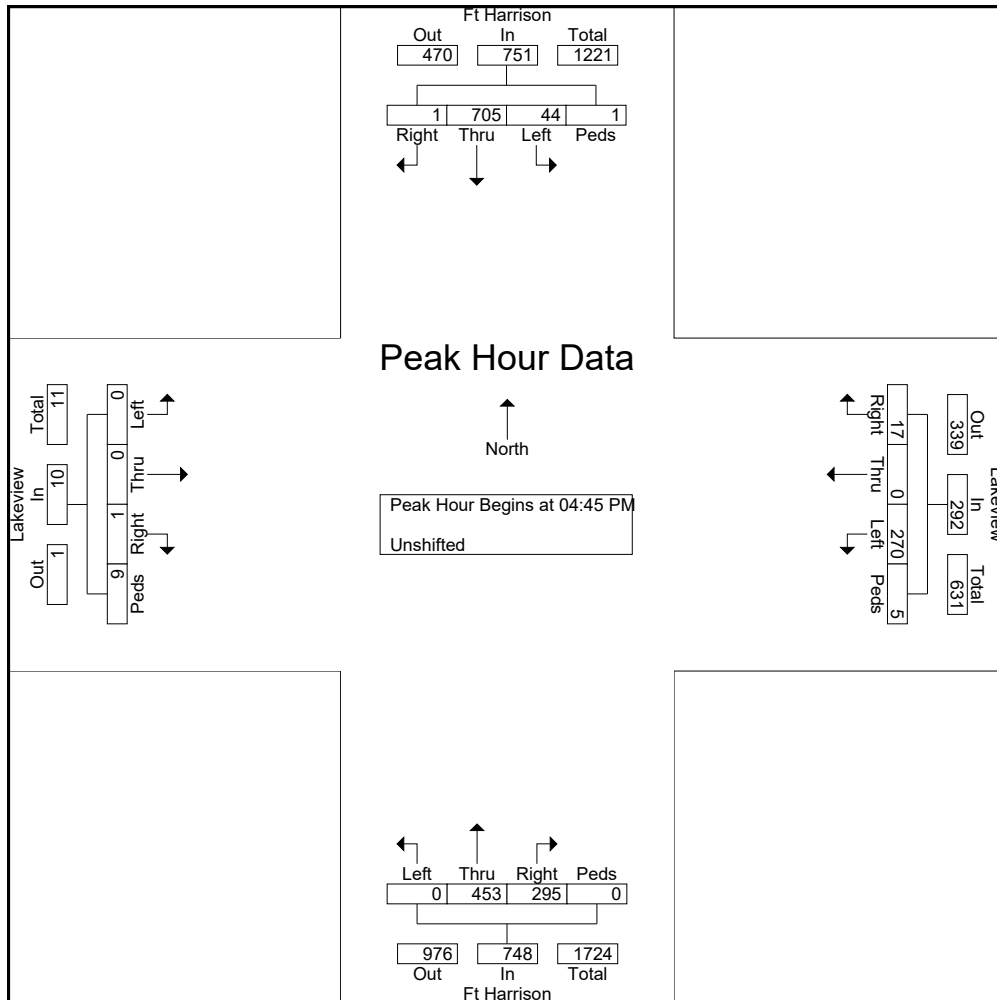 Ft Harrison
Out In Total
470 751 1221
1 705 44 1
Right Thru Left Peds
Peak Hour Data
North
Peak Hour Begins at 04:45 PM
Unshifted
Lakeview
Total In Out
11 10 1
0 0 1 9
Left Thru Right Peds
Lakeview
Out In Total
339 292 631
17 0 270 5
Right Thru Left Peds
Left Thru Right Peds
0 453 295 0
976 748 1724
Out In Total
Ft Harrison